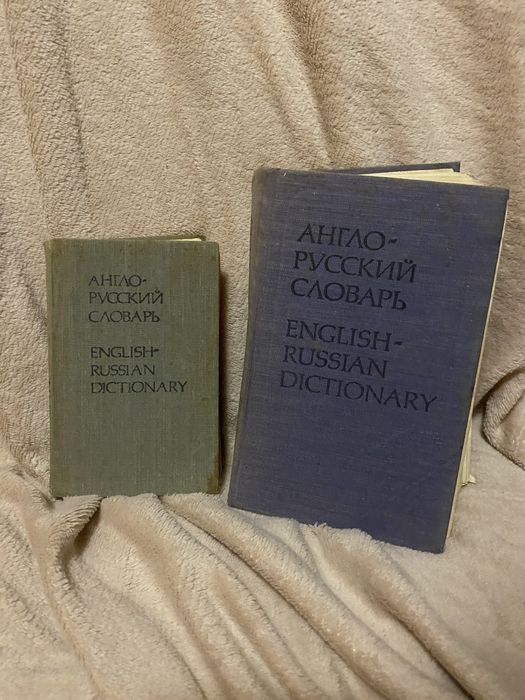 АНГЛО-
РУССКИЙ
СЛОВАРЬ
ENGLISH-
RUSSIAN
DICTIONARY
АНГЛО-
РУССКИЙ
СЛОВАРЬ
ENGLISH-
RUSSIAN
DICTIONARY